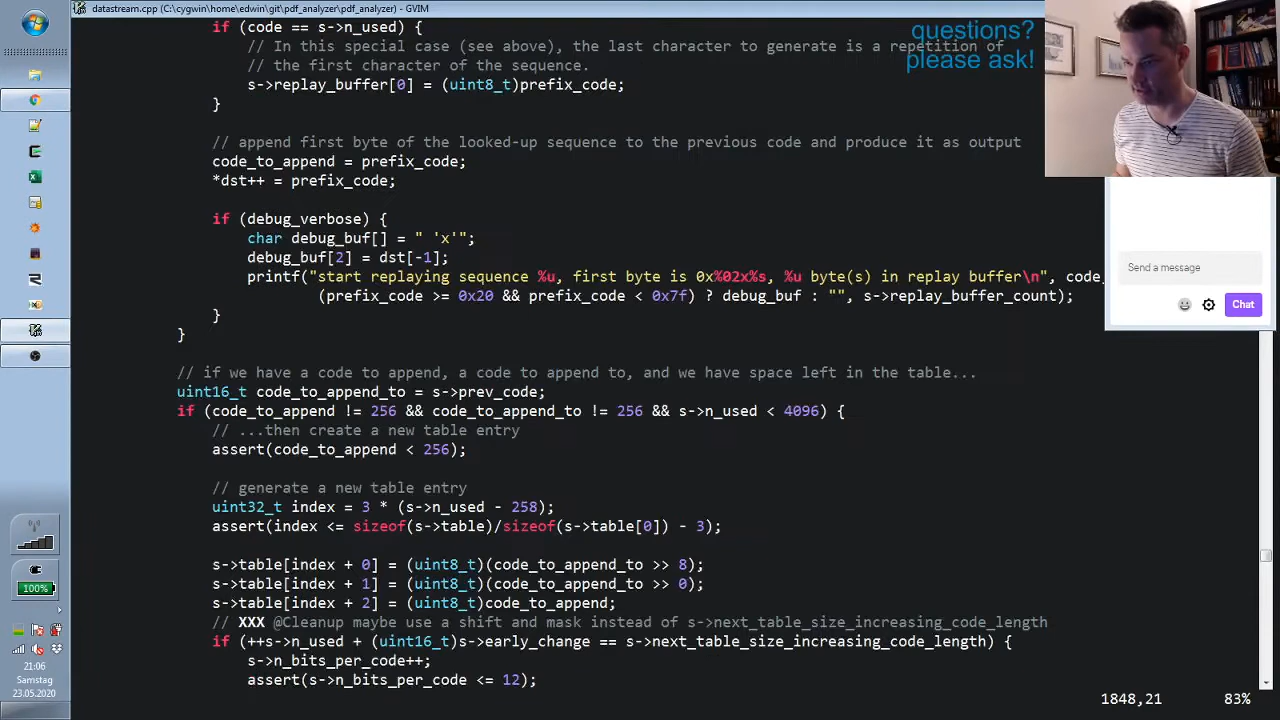 datastream.cpp (C:\cygwin\home\edwin\git\pdf_analyzer\pdf_analyzer) - GVIM
if (code == s->n_used) {
// In this special case (see above), the last character to generate is a repetition of
// the first character of the sequence.
s->replay_buffer[0] = (uint8_t)prefix_code;
}
questions?
please ask!
// append first byte of the looked-up sequence to the previous code and produce it as output
code_to_append = prefix_code;
*dst++ = prefix_code;
if (debug_verbose) {
char debug_buf[] = " 'x'";
debug_buf[2] = dst[-1];
printf("start replaying sequence %u, first byte is 0x%02x%s, %u byte(s) in replay buffer\n", code_
(prefix_code >= 0x20 && prefix_code < 0x7f) ? debug_buf : "", s->replay_buffer_count);
}
}
Send a message
Chat
// if we have a code to append, a code to append to, and we have space left in the table...
uint16_t code_to_append_to = s->prev_code;
if (code_to_append != 256 && code_to_append_to != 256 && s->n_used < 4096) {
// ...then create a new table entry
assert(code_to_append < 256);
// generate a new table entry
uint32_t index = 3 * (s->n_used - 258);
assert(index <= sizeof(s->table)/sizeof(s->table[0]) - 3);
s->table[index + 0] = (uint8_t)(code_to_append_to >> 8);
s->table[index + 1] = (uint8_t)(code_to_append_to >> 0);
s->table[index + 2] = (uint8_t)code_to_append;
// XXX @Cleanup maybe use a shift and mask instead of s->next_table_size_increasing_code_length
if (++s->n_used + (uint16_t)s->early_change == s->next_table_size_increasing_code_length) {
s->n_bits_per_code++;
assert(s->n_bits_per_code <= 12);
1848,21 83%
100%
21:06
Samstag
23.05.2020